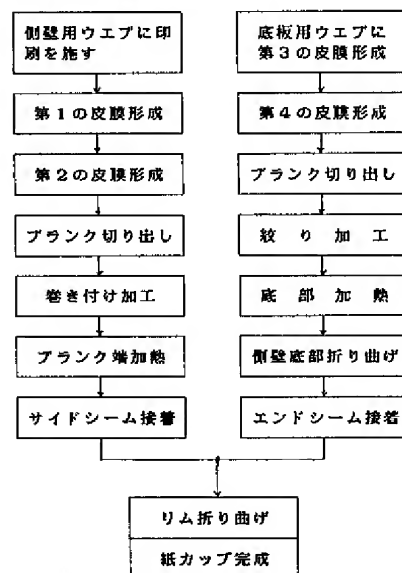 側壁用ウエブに印
刷を施す
第1の皮膜形成
第2の皮膜形成
ブランク切り出し
巻き付け加工
ブランク端加熱
サイドシーム接着
底板用ウエブに
第3の皮膜形成
第4の皮膜形成
ブランク切り出し
絞り加工
底部加熱
側壁底部折り曲げ
エンドシーム接着
リム折り曲げ
紙カップ完成